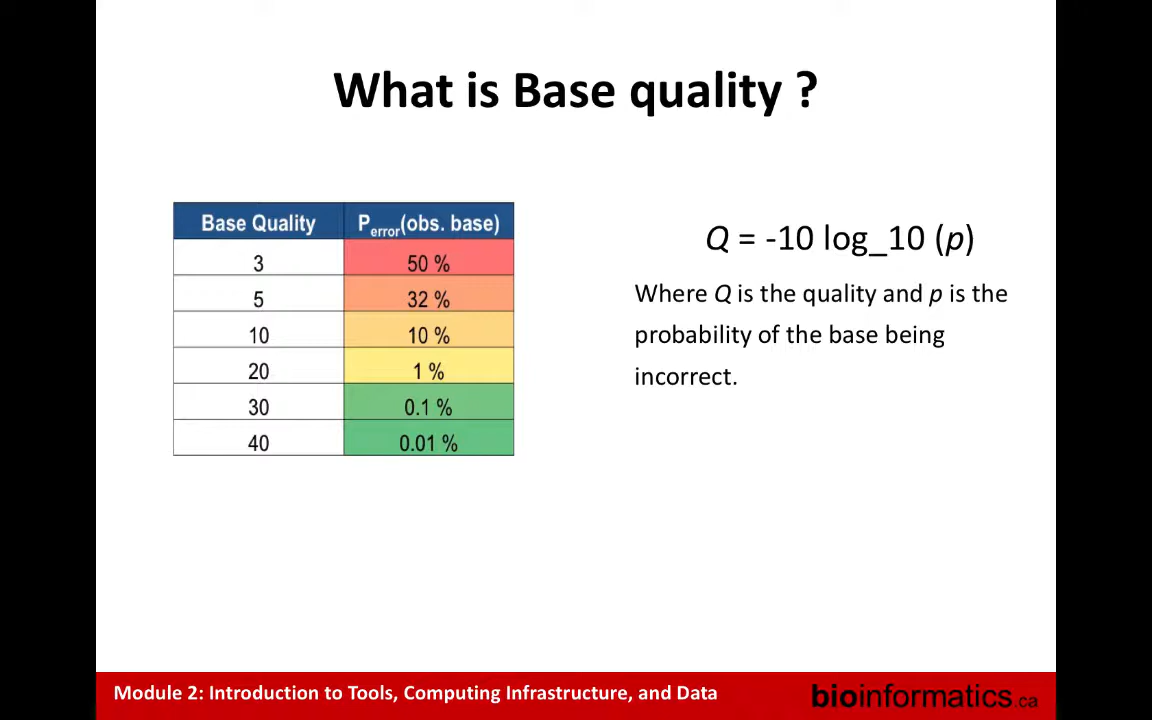 What is Base quality ?
Base Quality P_error(obs. base)
3 50 %
5 32 %
10 10 %
20 1 %
30 0.1 %
40 0.01 %
Q = -10 log_10 (p)
Where Q is the quality and p is the
probability of the base being
incorrect.
Module 2: Introduction to Tools, Computing Infrastructure, and Data
bioinformatics.ca